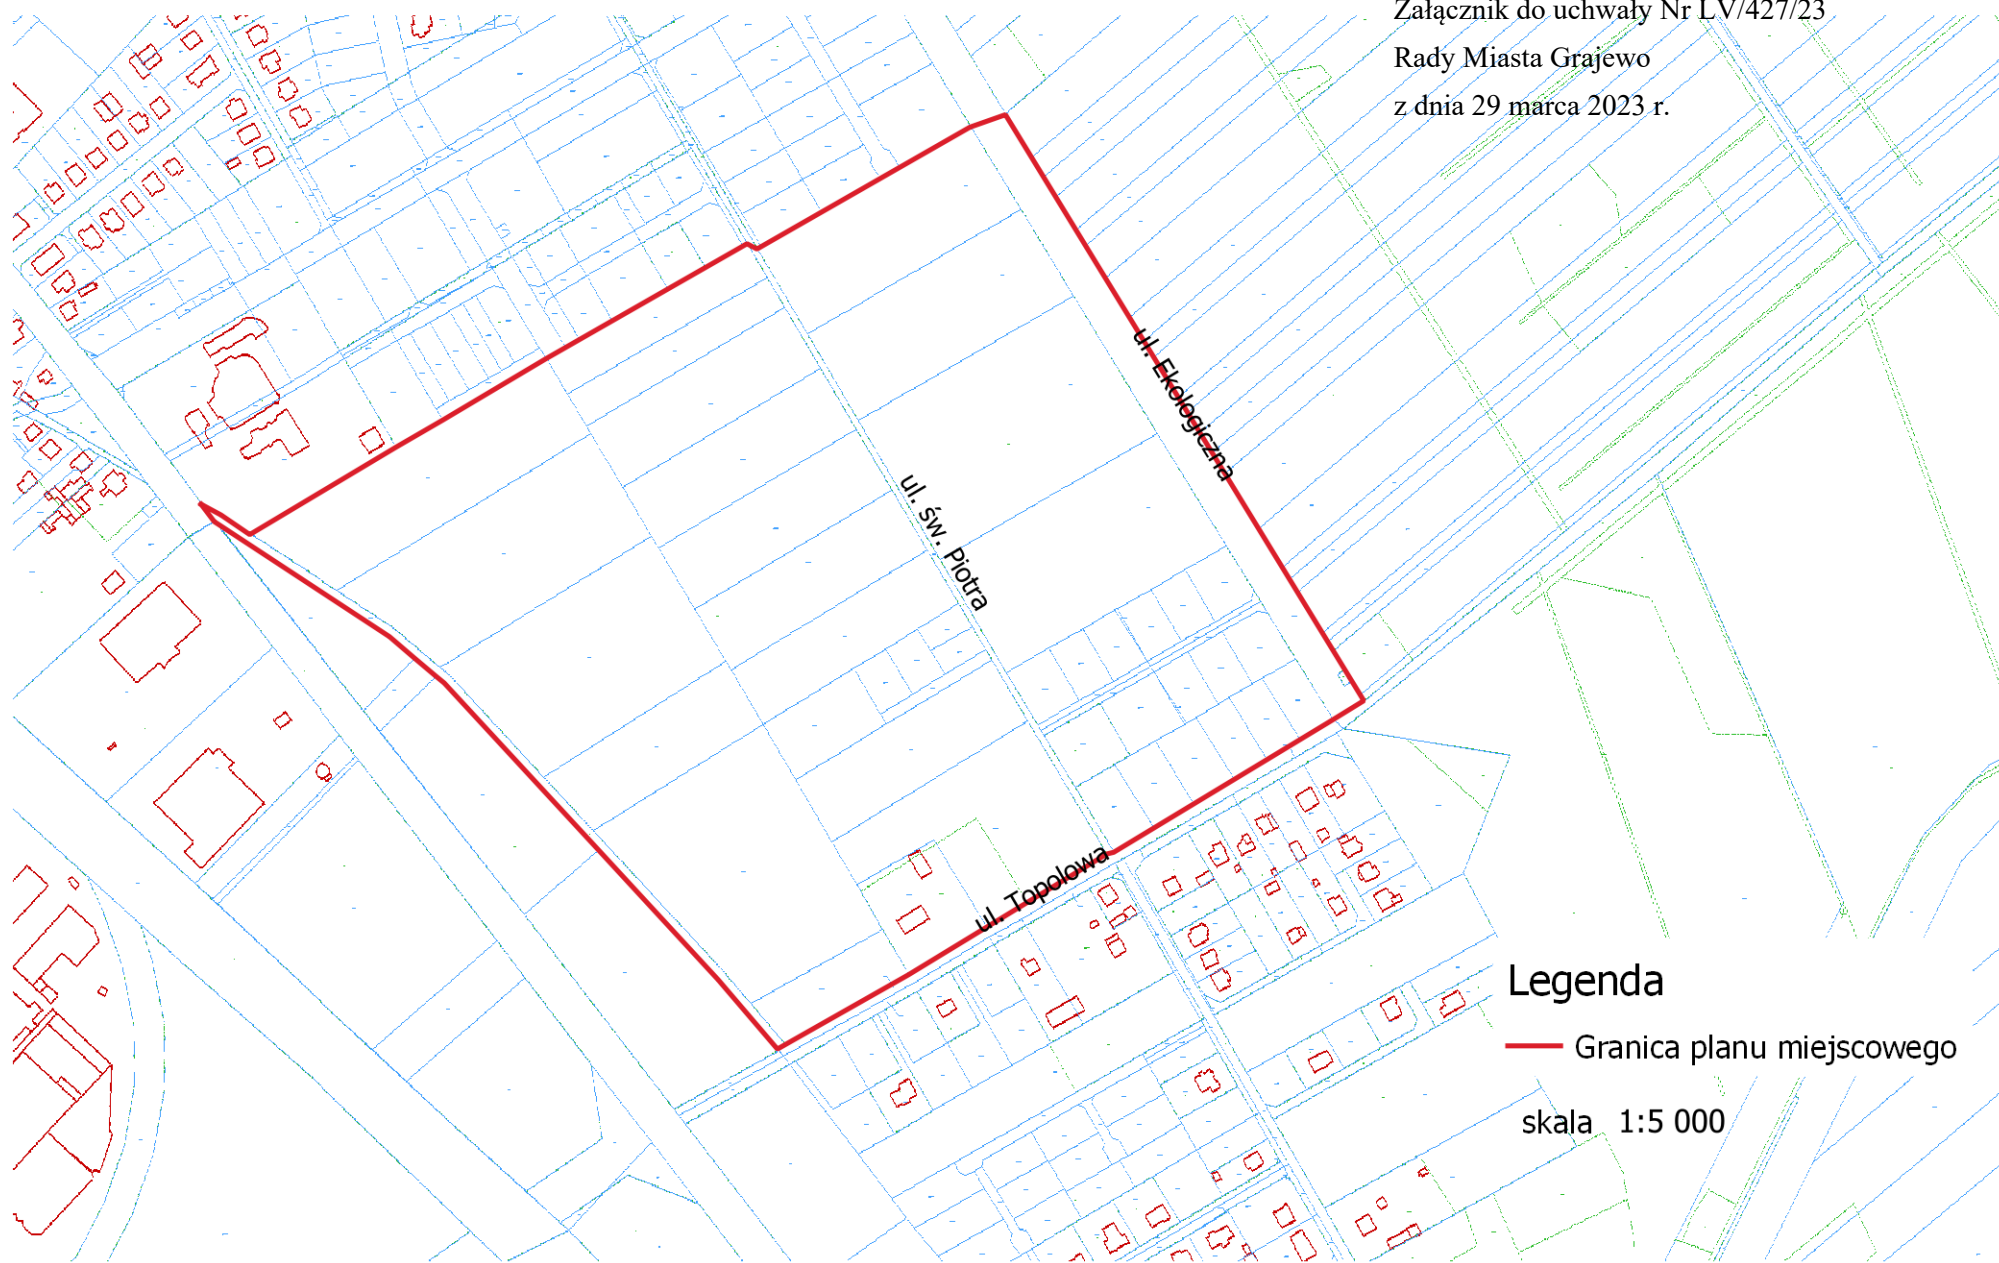 Załącznik do uchwały Nr LV/427/23
Rady Miasta Grajewo
z dnia 29 marca 2023 r.
ul. Ekologiczna
ul. św. Piotra
ul. Topolowa
Legenda
Granica planu miejscowego
skala 1:5 000